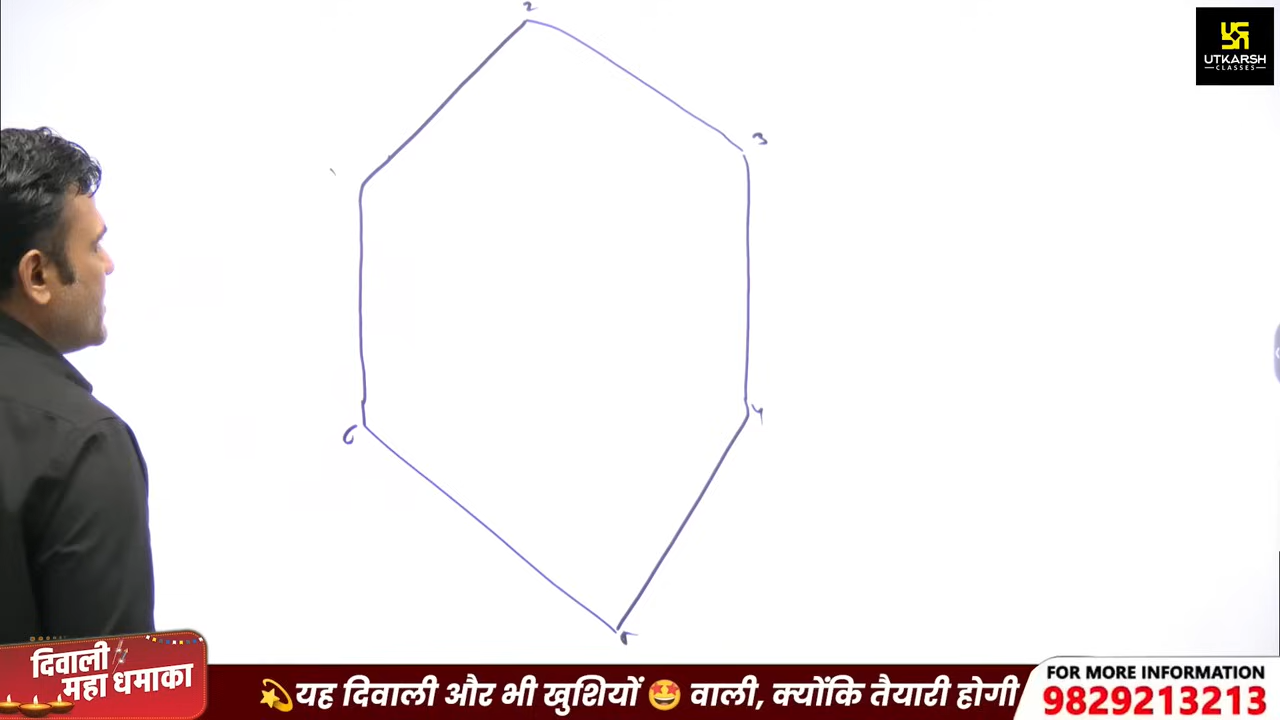 2
UTKARSH
CLASSES
3
4
6
5
दिवाली
महा धमाका
यह दिवाली और भी खुशियों 🤩 वाली, क्योंकि तैयारी होगी
FOR MORE INFORMATION
9829213213